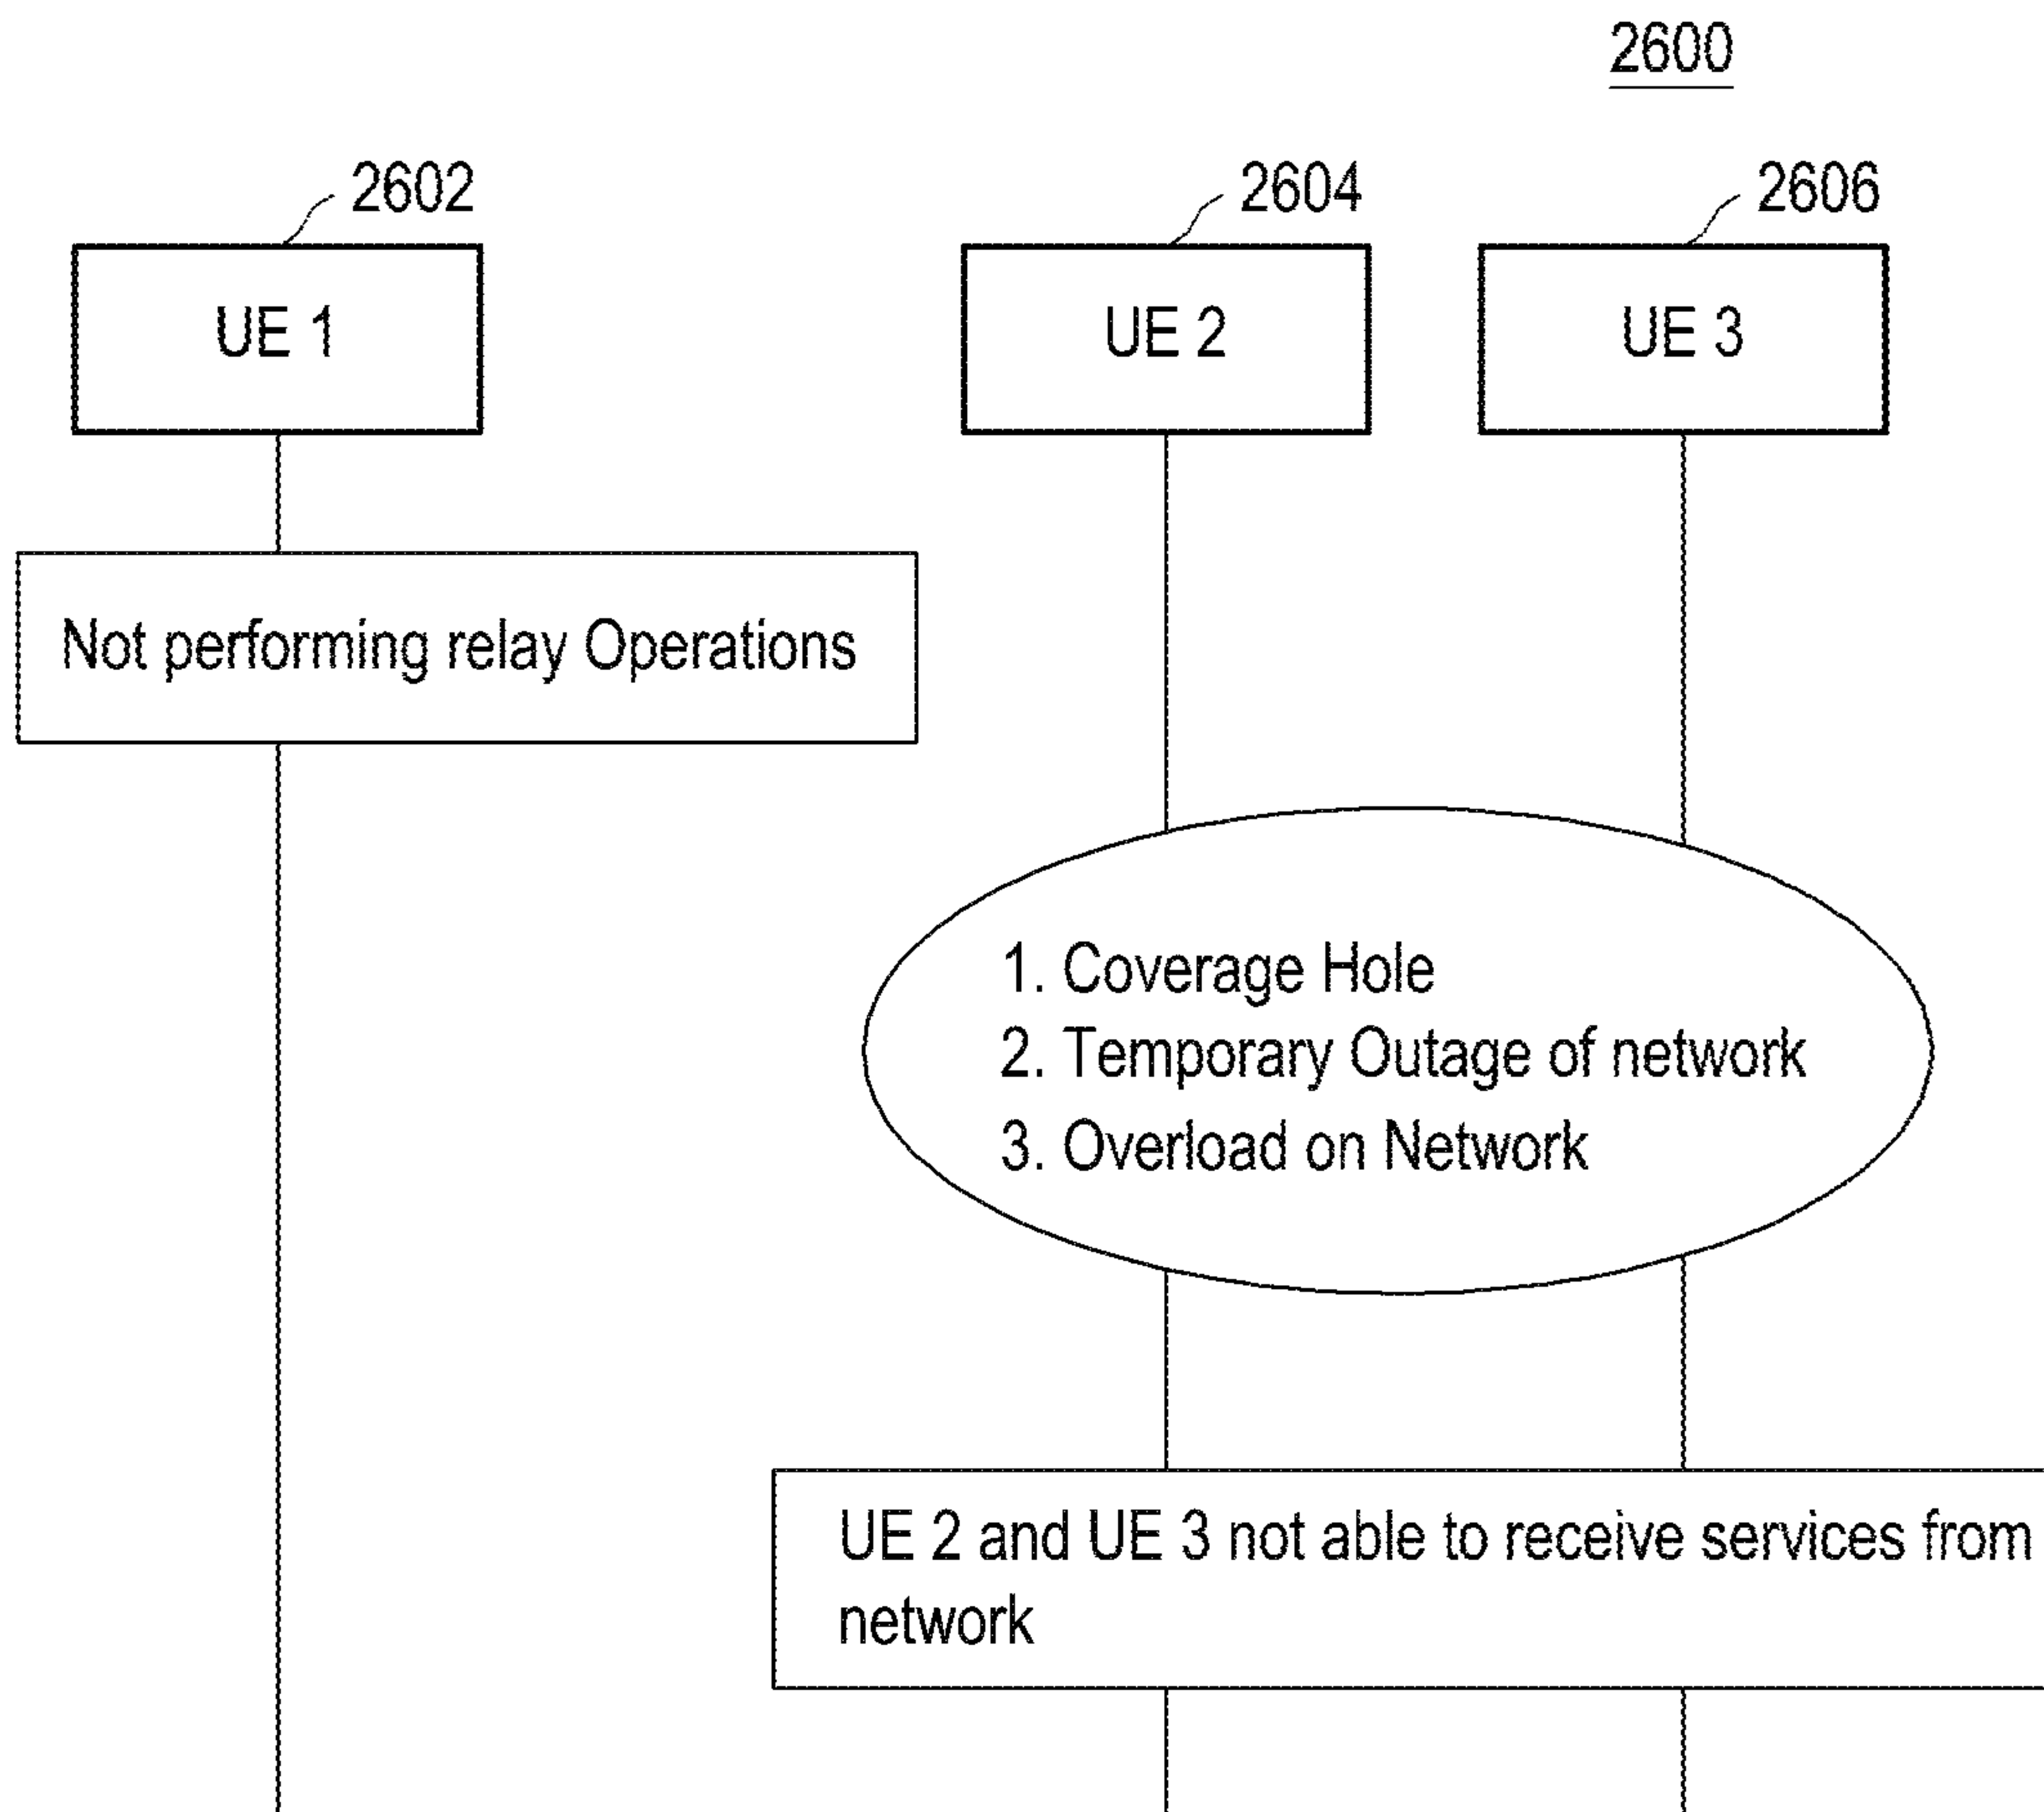 2600
2602
2604
2606
UE 1
UE 2
UE 3
Not performing relay Operations
1. Coverage Hole
2. Temporary Outage of network
3. Overload on Network
UE 2 and UE 3 not able to receive services from
network